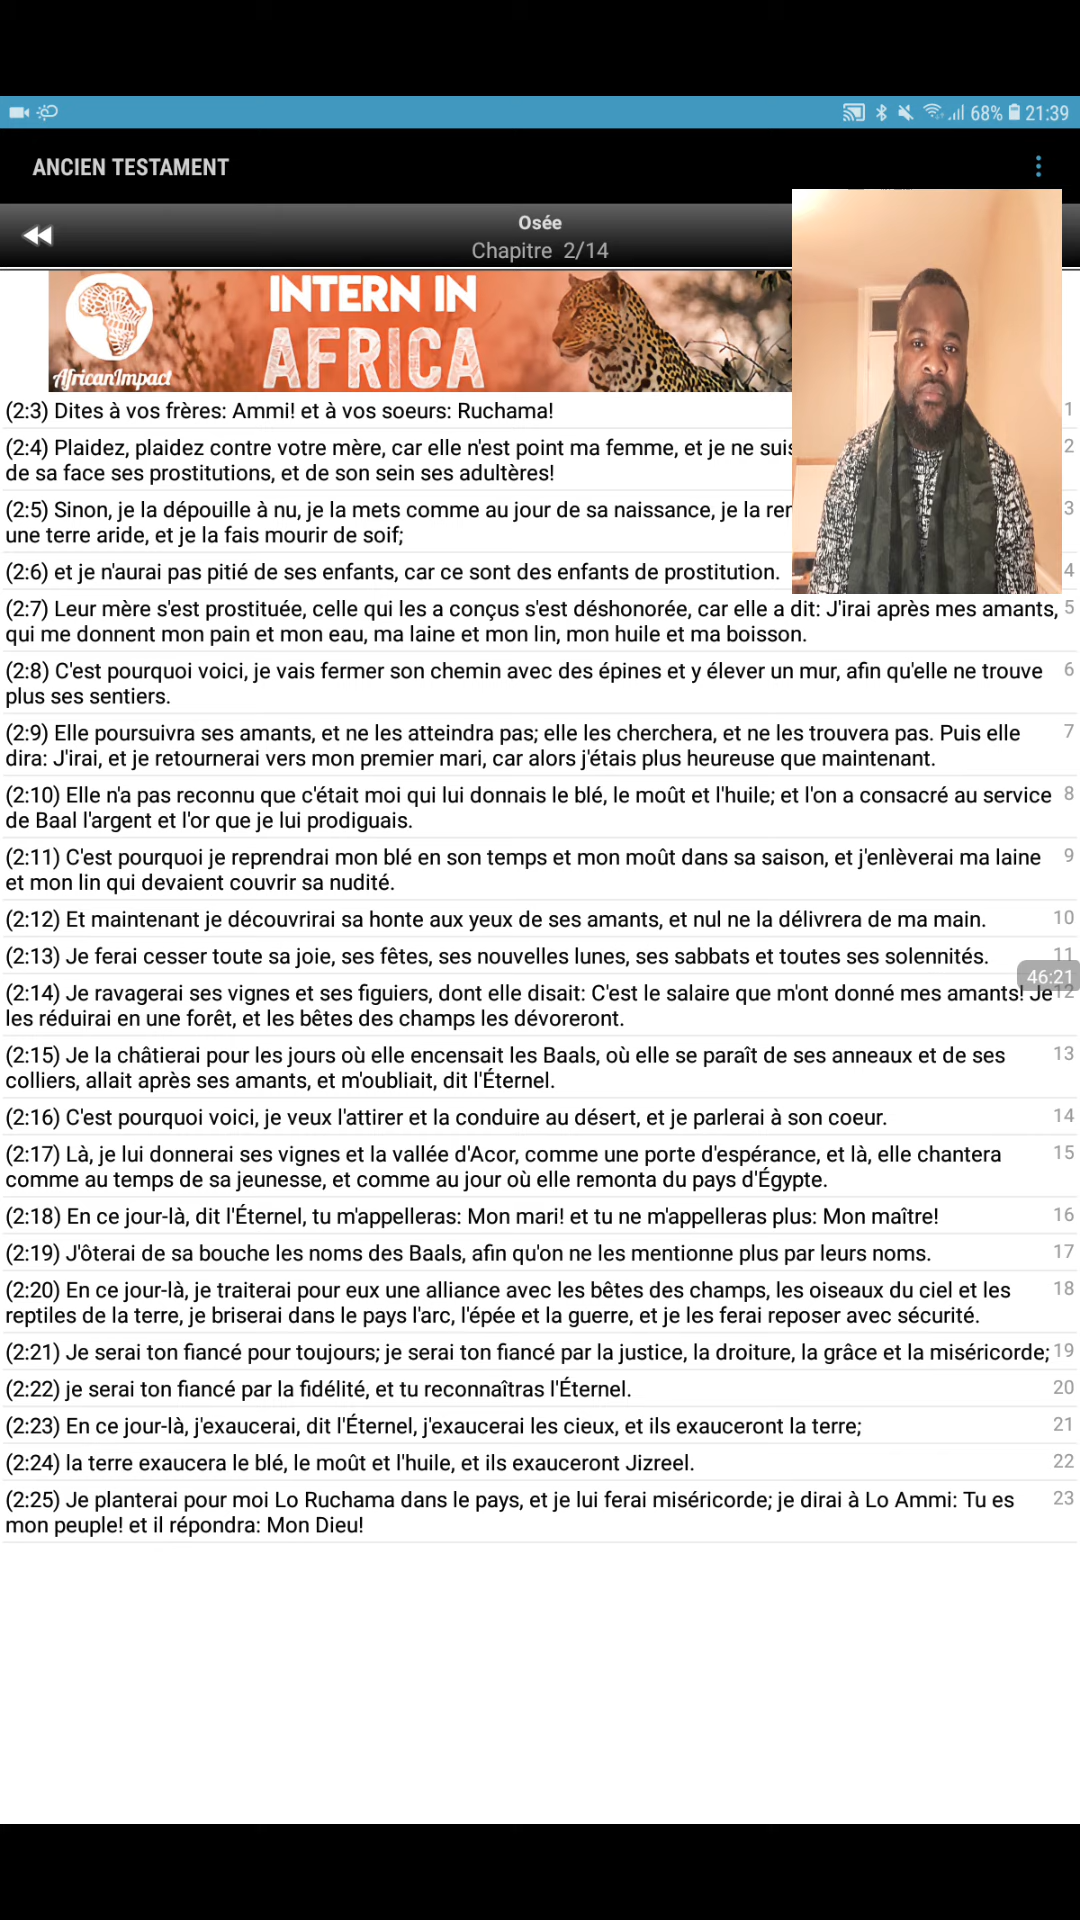 68% 21:39
ANCIEN TESTAMENT
Osée
Chapitre 2/14
INTERN IN
AFRICA
AfricanImpact
(2:3) Dites à vos frères: Ammi! et à vos soeurs: Ruchama! 1
(2:4) Plaidez, plaidez contre votre mère, car elle n'est point ma femme, et je ne suis 2
de sa face ses prostitutions, et de son sein ses adultères!
(2:5) Sinon, je la dépouille à nu, je la mets comme au jour de sa naissance, je la 3
une terre aride, et je la fais mourir de soif;
(2:6) et je n'aurai pas pitié de ses enfants, car ce sont des enfants de prostitution. 4
(2:7) Leur mère s'est prostituée, celle qui les a conçus s'est déshonorée, car elle a dit: J'irai après mes amants, 5
qui me donnent mon pain et mon eau, ma laine et mon lin, mon huile et ma boisson.
(2:8) C'est pourquoi voici, je vais fermer son chemin avec des épines et y élever un mur, afin qu'elle ne trouve 6
plus ses sentiers.
(2:9) Elle poursuivra ses amants, et ne les atteindra pas; elle les cherchera, et ne les trouvera pas. Puis elle 7
dira: J'irai, et je retournerai vers mon premier mari, car alors j'étais plus heureuse que maintenant.
(2:10) Elle n'a pas reconnu que c'était moi qui lui donnais le blé, le moût et l'huile; et l'on a consacré au service 8
de Baal l'argent et l'or que je lui prodiguais.
(2:11) C'est pourquoi je reprendrai mon blé en son temps et mon moût dans sa saison, et j'enlèverai ma laine 9
et mon lin qui devaient couvrir sa nudité.
(2:12) Et maintenant je découvrirai sa honte aux yeux de ses amants, et nul ne la délivrera de ma main. 10
(2:13) Je ferai cesser toute sa joie, ses fêtes, ses nouvelles lunes, ses sabbats et toutes ses solennités. 11
46:21
(2:14) Je ravagerai ses vignes et ses figuiers, dont elle disait: C'est le salaire que m'ont donné mes amants! Je 12
les réduirai en une forêt, et les bêtes des champs les dévoreront.
(2:15) Je la châtierai pour les jours où elle encensait les Baals, où elle se paraît de ses anneaux et de ses 13
colliers, allait après ses amants, et m'oubliait, dit l'Éternel.
(2:16) C'est pourquoi voici, je veux l'attirer et la conduire au désert, et je parlerai à son coeur. 14
(2:17) Là, je lui donnerai ses vignes et la vallée d'Acor, comme une porte d'espérance, et là, elle chantera 15
comme au temps de sa jeunesse, et comme au jour où elle remonta du pays d'Égypte.
(2:18) En ce jour-là, dit l'Éternel, tu m'appelleras: Mon mari! et tu ne m'appelleras plus: Mon maître! 16
(2:19) J'ôterai de sa bouche les noms des Baals, afin qu'on ne les mentionne plus par leurs noms. 17
(2:20) En ce jour-là, je traiterai pour eux une alliance avec les bêtes des champs, les oiseaux du ciel et les 18
reptiles de la terre, je briserai dans le pays l'arc, l'épée et la guerre, et je les ferai reposer avec sécurité.
(2:21) Je serai ton fiancé pour toujours; je serai ton fiancé par la justice, la droiture, la grâce et la miséricorde; 19
(2:22) je serai ton fiancé par la fidélité, et tu reconnaîtras l'Éternel. 20
(2:23) En ce jour-là, j'exaucerai, dit l'Éternel, j'exaucerai les cieux, et ils exauceront la terre; 21
(2:24) la terre exaucera le blé, le moût et l'huile, et ils exauceront Jizreel. 22
(2:25) Je planterai pour moi Lo Ruchama dans le pays, et je lui ferai miséricorde; je dirai à Lo Ammi: Tu es 23
mon peuple! et il répondra: Mon Dieu!